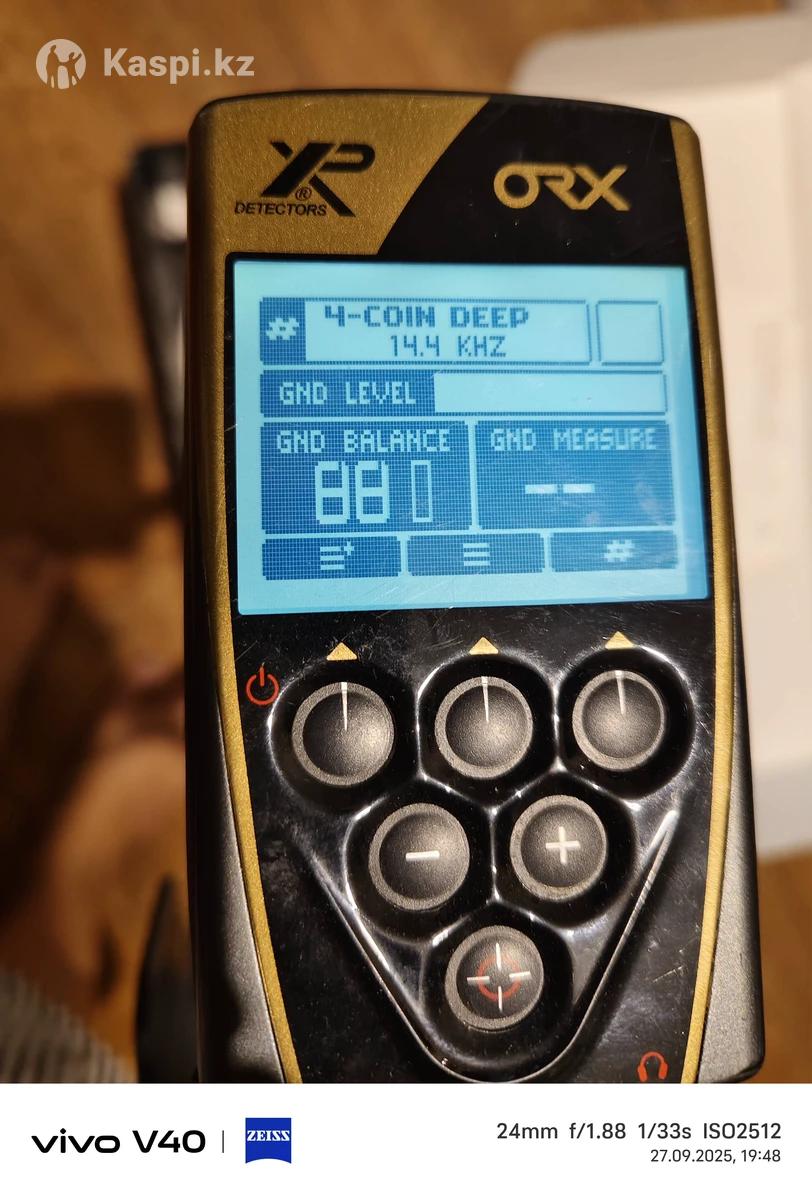 Kaspi.kz
XP
®
DETECTORS
ORX
# 4-COIN DEEP
14.4 KHZ
GND LEVEL
GND BALANCE
GND MEASURE
88
--
#
-
+
vivo V40 | ZEISS
24mm f/1.88 1/33s ISO2512
27.09.2025, 19:48